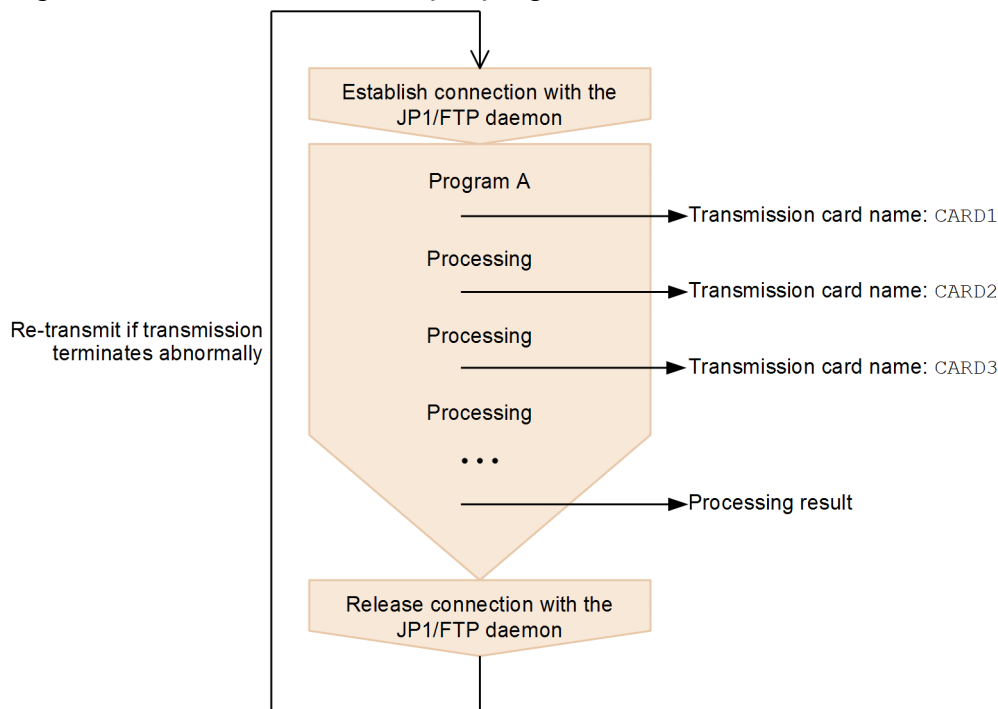 Establish connection with the
JP1/FTP daemon
Program A
Transmission card name: CARD1
Processing
Transmission card name: CARD2
Re-transmit if transmission
terminates abnormally
Processing
Transmission card name: CARD3
Processing
• • •
Processing result
Release connection with the
JP1/FTP daemon